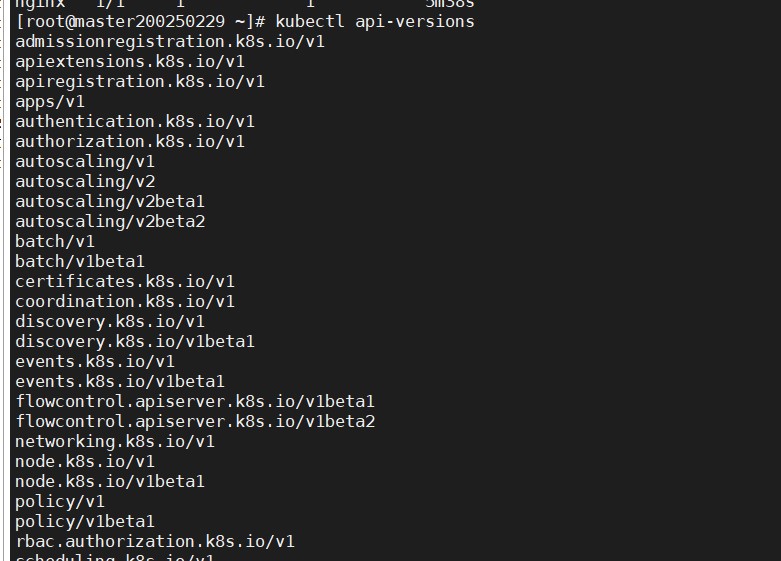 nginx 1/1 1 1 5m38s
[root@master200250229 ~]# kubectl api-versions
admissionregistration.k8s.io/v1
apiextensions.k8s.io/v1
apiregistration.k8s.io/v1
apps/v1
authentication.k8s.io/v1
authorization.k8s.io/v1
autoscaling/v1
autoscaling/v2
autoscaling/v2beta1
autoscaling/v2beta2
batch/v1
batch/v1beta1
certificates.k8s.io/v1
coordination.k8s.io/v1
discovery.k8s.io/v1
discovery.k8s.io/v1beta1
events.k8s.io/v1
events.k8s.io/v1beta1
flowcontrol.apiserver.k8s.io/v1beta1
flowcontrol.apiserver.k8s.io/v1beta2
networking.k8s.io/v1
node.k8s.io/v1
node.k8s.io/v1beta1
policy/v1
policy/v1beta1
rbac.authorization.k8s.io/v1
scheduling.k8s.io/v1